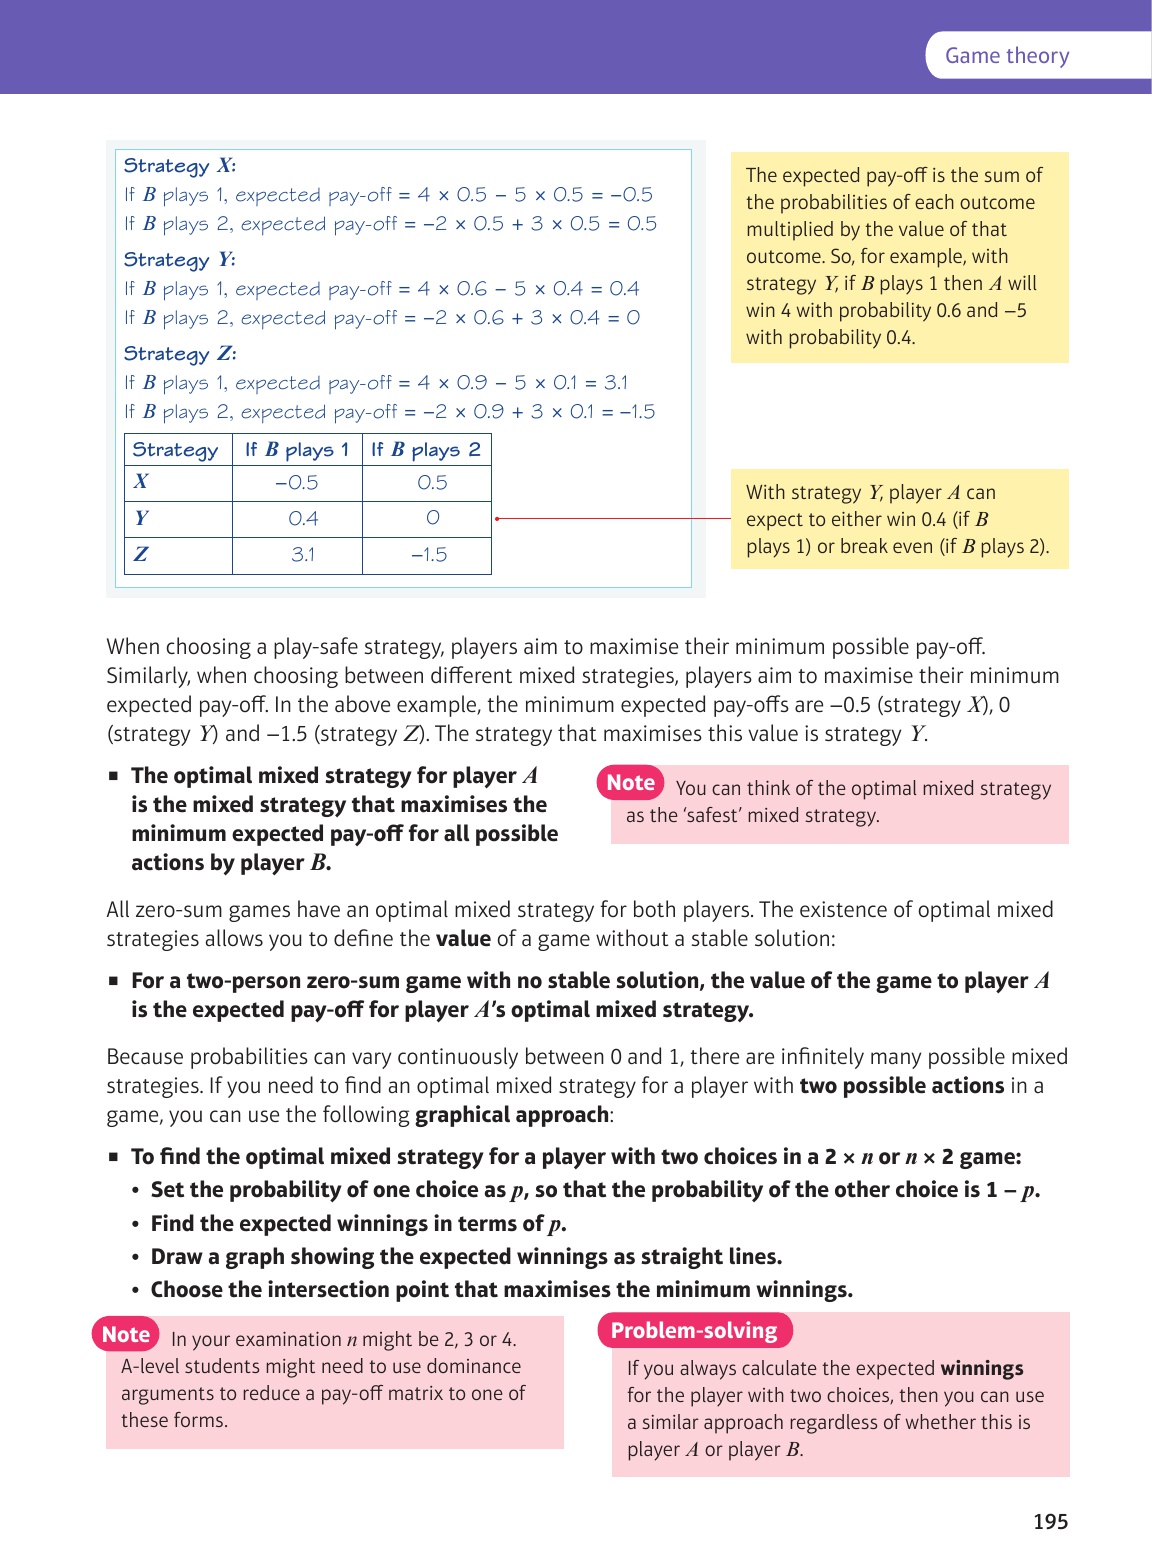 Game theory
Strategy X:
If B plays 1, expected pay-off = 4 × 0.5 – 5 × 0.5 = –0.5
If B plays 2, expected pay-off = –2 × 0.5 + 3 × 0.5 = 0.5
Strategy Y:
If B plays 1, expected pay-off = 4 × 0.6 – 5 × 0.4 = 0.4
If B plays 2, expected pay-off = –2 × 0.6 + 3 × 0.4 = 0
Strategy Z:
If B plays 1, expected pay-off = 4 × 0.9 – 5 × 0.1 = 3.1
If B plays 2, expected pay-off = –2 × 0.9 + 3 × 0.1 = –1.5
Strategy If B plays 1 If B plays 2
X –0.5 0.5
Y 0.4 0
Z 3.1 –1.5
The expected pay-off is the sum of
the probabilities of each outcome
multiplied by the value of that
outcome. So, for example, with
strategy Y, if B plays 1 then A will
win 4 with probability 0.6 and –5
with probability 0.4.
With strategy Y, player A can
expect to either win 0.4 (if B
plays 1) or break even (if B plays 2).
When choosing a play-safe strategy, players aim to maximise their minimum possible pay-off.
Similarly, when choosing between different mixed strategies, players aim to maximise their minimum
expected pay-off. In the above example, the minimum expected pay-offs are –0.5 (strategy X), 0
(strategy Y) and –1.5 (strategy Z). The strategy that maximises this value is strategy Y.
■ The optimal mixed strategy for player A
is the mixed strategy that maximises the
minimum expected pay-off for all possible
actions by player B.
Note You can think of the optimal mixed strategy
as the ‘safest’ mixed strategy.
All zero-sum games have an optimal mixed strategy for both players. The existence of optimal mixed
strategies allows you to define the value of a game without a stable solution:
■ For a two-person zero-sum game with no stable solution, the value of the game to player A
is the expected pay-off for player A’s optimal mixed strategy.
Because probabilities can vary continuously between 0 and 1, there are infinitely many possible mixed
strategies. If you need to find an optimal mixed strategy for a player with two possible actions in a
game, you can use the following graphical approach:
■ To find the optimal mixed strategy for a player with two choices in a 2 × n or n × 2 game:
• Set the probability of one choice as p, so that the probability of the other choice is 1 – p.
• Find the expected winnings in terms of p.
• Draw a graph showing the expected winnings as straight lines.
• Choose the intersection point that maximises the minimum winnings.
Note In your examination n might be 2, 3 or 4.
A-level students might need to use dominance
arguments to reduce a pay-off matrix to one of
these forms.
Problem-solving
If you always calculate the expected winnings
for the player with two choices, then you can use
a similar approach regardless of whether this is
player A or player B.
195